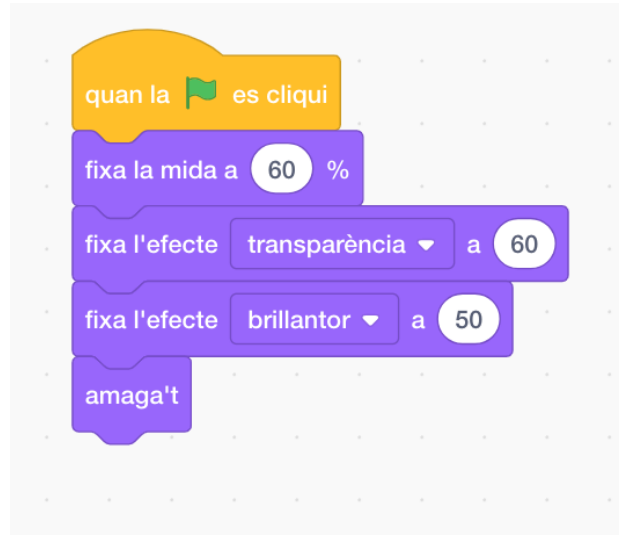 quan la es cliqui
fixa la mida a 60 %
fixa l'efecte transparència a 60
fixa l'efecte brillantor a 50
amaga't